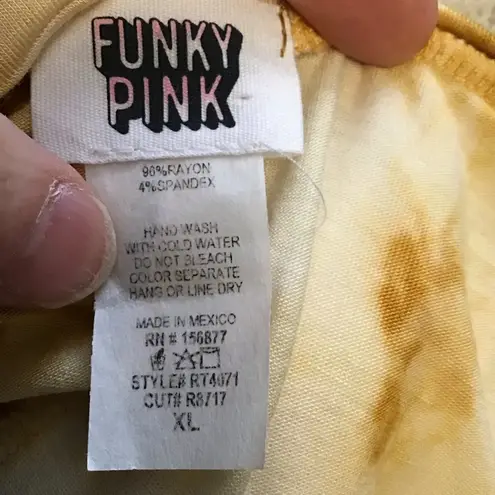 FUNKY
PINK
90%RAYON
4%SPANDEX
HAND WASH
WITH COLD WATER
DO NOT BLEACH
COLOR SEPARATE
HANG OR LINE DRY
MADE IN MEXICO
RN # 156877
STYLE# RT4071
CUT# R8717
XL